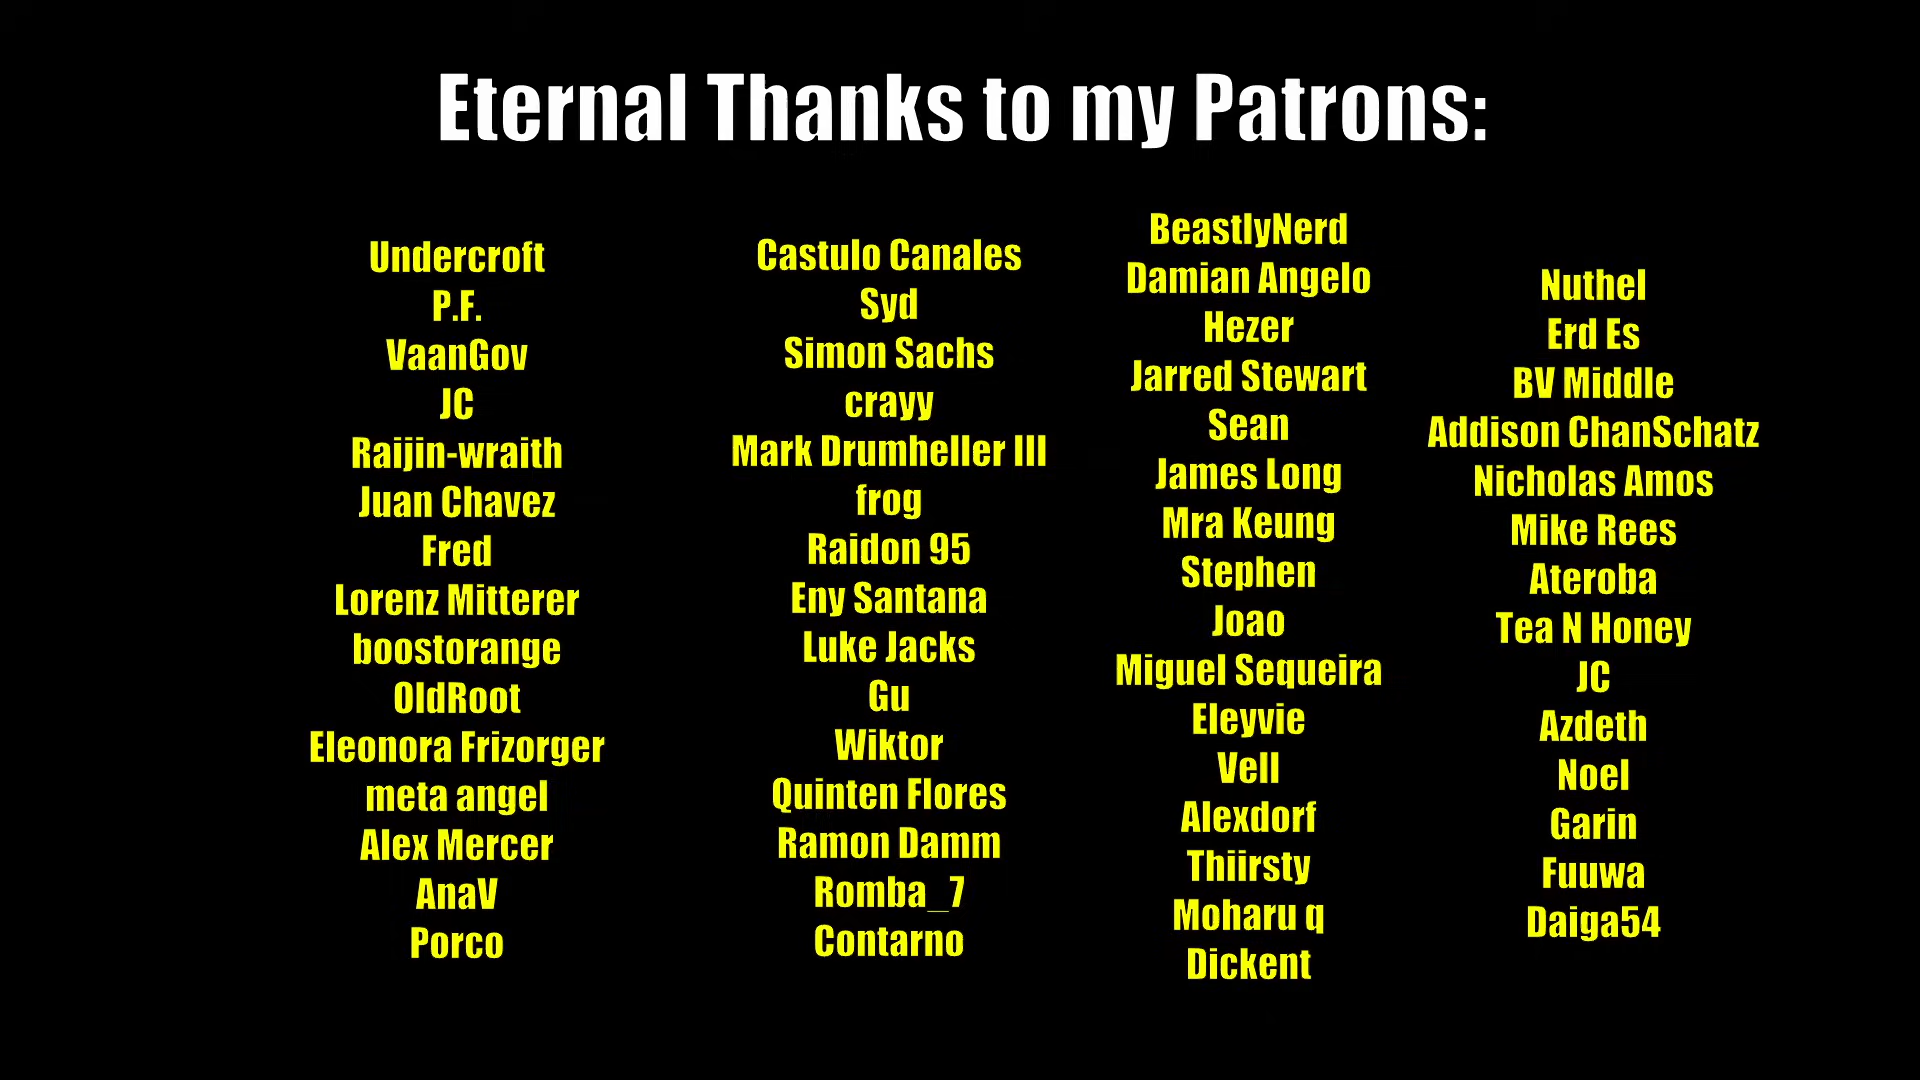 Eternal Thanks to my Patrons:
Undercroft
P.F.
VaanGov
JC
Raijin-wraith
Juan Chavez
Fred
Lorenz Mitterer
boostorange
OldRoot
Eleonora Frizorger
meta angel
Alex Mercer
AnaV
Porco
Castulo Canales
Syd
Simon Sachs
crayy
Mark Drumheller III
frog
Raidon 95
Eny Santana
Luke Jacks
Gu
Wiktor
Quinten Flores
Ramon Damm
Romba_7
Contarno
BeastlyNerd
Damian Angelo
Hezer
Jarred Stewart
Sean
James Long
Mra Keung
Stephen
Joao
Miguel Sequeira
Eleyvie
Vell
Alexdorf
Thiirsty
Moharu q
Dickent
Nuthel
Erd Es
BV Middle
Addison ChanSchatz
Nicholas Amos
Mike Rees
Ateroba
Tea N Honey
JC
Azdeth
Noel
Garin
Fuuwa
Daiga54